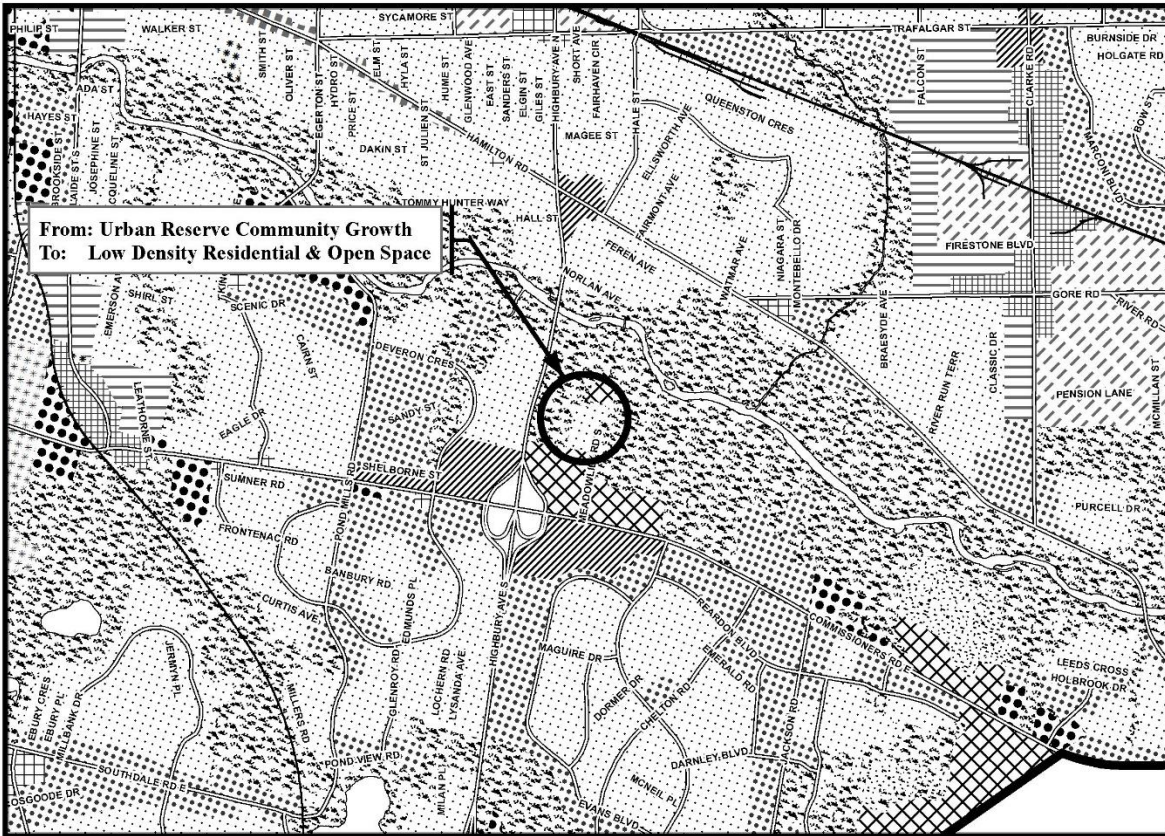 SYCAMORE ST
PHILIP ST
WALKER ST
TRAFALGAR ST
BURNSIDE DR
HOLGATE RD
SMITH ST
OLIVER ST
EGERTON ST
HYDRO ST
PRICE ST
ELM ST
HYLA ST
ST JULIEN ST
HUME ST
GLENWOOD AVE
EAST ST
SANDERS ST
ELGIN ST
GILES ST
HIGHBURY AVE N
SHORT AVE
FAIRHAVEN CIR
HALE ST
FALCON ST
CLARKE RD
BOW ST
MARCONI BLVD
ADA ST
HAYES ST
BROOKSIDE ST
JOSEPHINE ST
QUEENSTON CRES
MAGEE ST
ELLSWORTH AVE
DAKIN ST
HAMILTON RD
FAIRMONT AVE
TOMMY HUNTER WAY
HALL ST
From: Urban Reserve Community Growth
To: Low Density Residential & Open Space
FEREN AVE
NORLAN AVE
WATMAR AVE
NIAGARA ST
MONTEBELLO DR
FIRESTONE BLVD
GORE RD
RIVER RD
EMERSON AV
SHIRL ST
SCENIC DR
CAIRN ST
DEVERON CRES
SANDY ST
BRAESYDE AVE
CLASSIC DR
RIVER RUN TERR
PENSION LANE
MCMILLAN ST
LEATHORNE ST
EAGLE DR
SHELBORNE ST
RD S
SUMNER RD
POND MILLS RD
PURCELL DR
FRONTENAC RD
BANBURY RD
CURTIS AVE
EDMUNDS PL
HIGHBURY AVE S
REARDON BLVD
COMMISSIONERS RD E
JERMYN PL
MILLERS RD
GLENROY RD
LOCHERN RD
LYSANDA AVE
MAGUIRE DR
DORMER DR
CHELTON RD
EMERALD RD
JACKSON RD
LEEDS CROSS
HOLBROOK DR
EBURY CRES
EBURY PL
MILLBANK DR
POND VIEW RD
MILAN PL
DARNLEY BLVD
MCNEIL PL
EVANS BLVD
SOUTHDALE RD E
OSGOODE DR